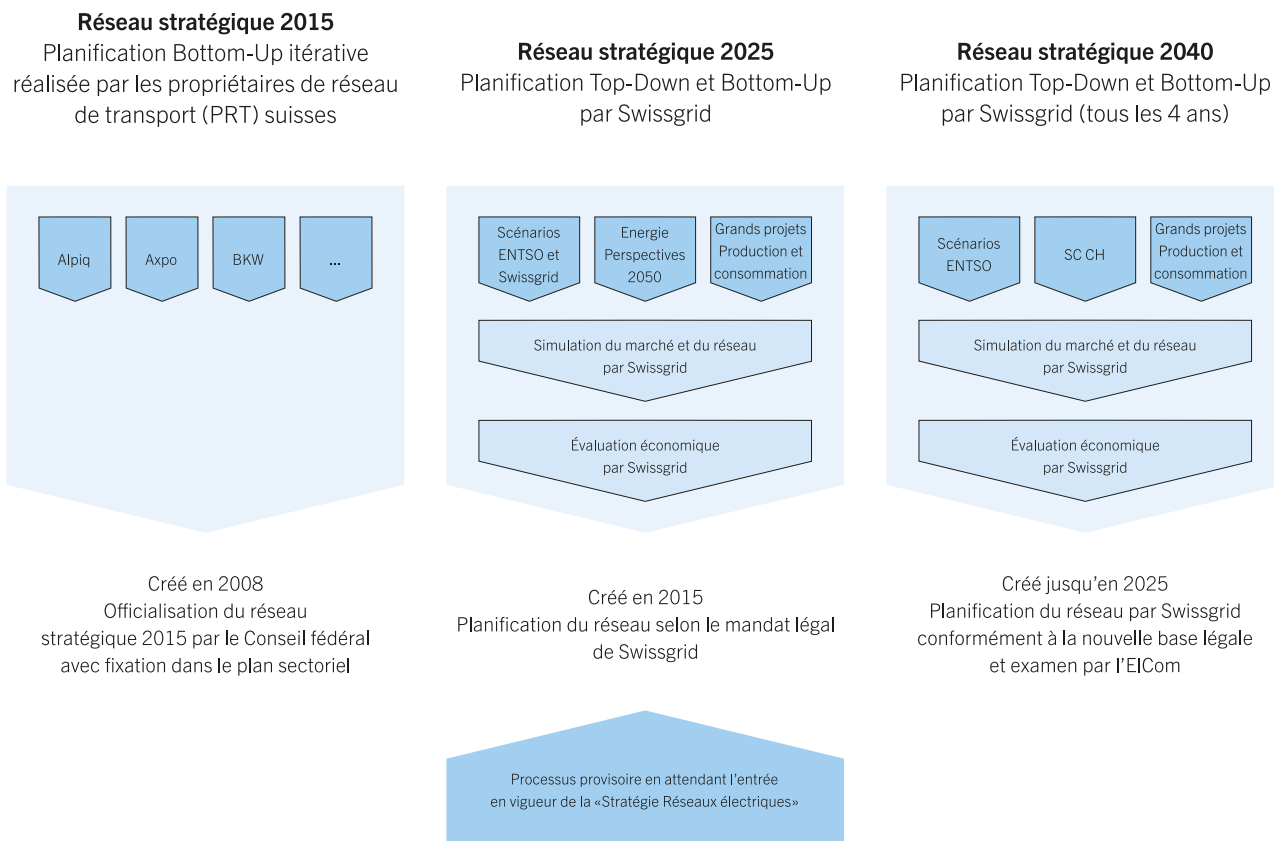 Réseau stratégique 2015
Planification Bottom-Up itérative
réalisée par les propriétaires de réseau
de transport (PRT) suisses
Alpiq
Axpo
BKW
...
Créé en 2008
Officialisation du réseau
stratégique 2015 par le Conseil fédéral
avec fixation dans le plan sectoriel
Réseau stratégique 2025
Planification Top-Down et Bottom-Up
par Swissgrid
Scénarios
ENTSO et
Swissgrid
Energie
Perspectives
2050
Grands projets
Production et
consommation
Simulation du marché et du réseau
par Swissgrid
Évaluation économique
par Swissgrid
Créé en 2015
Planification du réseau selon le mandat légal
de Swissgrid
Processus provisoire en attendant l'entrée
en vigueur de la «Stratégie Réseaux électriques»
Réseau stratégique 2040
Planification Top-Down et Bottom-Up
par Swissgrid (tous les 4 ans)
Scénarios
ENTSO
SC CH
Grands projets
Production et
consommation
Simulation du marché et du réseau
par Swissgrid
Évaluation économique
par Swissgrid
Créé jusqu'en 2025
Planification du réseau par Swissgrid
conformément à la nouvelle base légale
et examen par l'ElCom